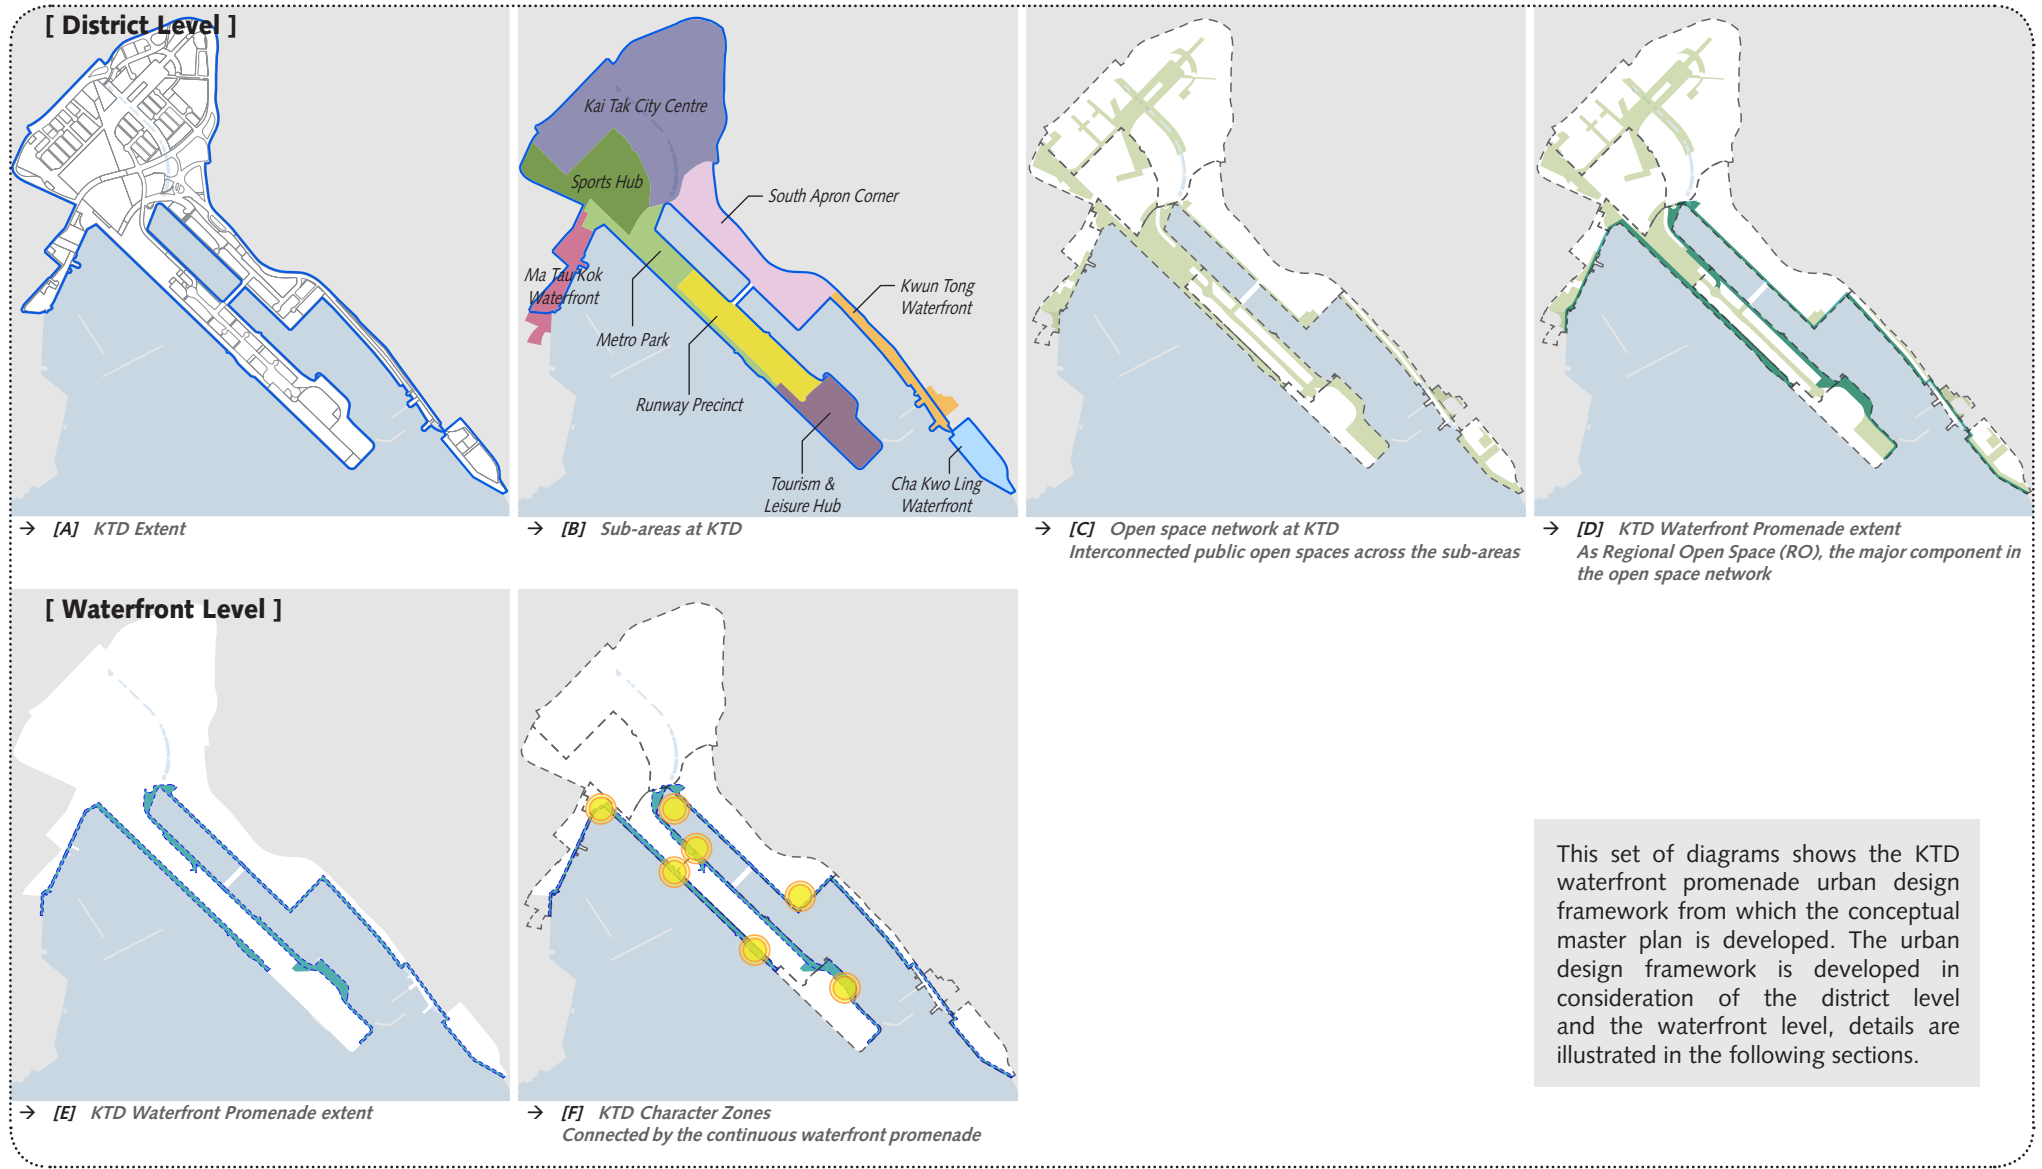 [ District Level ]
Kai Tak City Centre
Sports Hub
South Apron Corner
Ma Tau Kok
Waterfront
Kwun Tong
Waterfront
Metro Park
Runway Precinct
Tourism &
Leisure Hub
Cha Kwo Ling
Waterfront
→ [A] KTD Extent
→ [B] Sub-areas at KTD
→ [C] Open space network at KTD
Interconnected public open spaces across the sub-areas
→ [D] KTD Waterfront Promenade extent
As Regional Open Space (RO), the major component in
the open space network
[ Waterfront Level ]
→ [E] KTD Waterfront Promenade extent
→ [F] KTD Character Zones
Connected by the continuous waterfront promenade
This set of diagrams shows the KTD
waterfront promenade urban design
framework from which the conceptual
master plan is developed. The urban
design framework is developed in
consideration of the district level
and the waterfront level, details are
illustrated in the following sections.